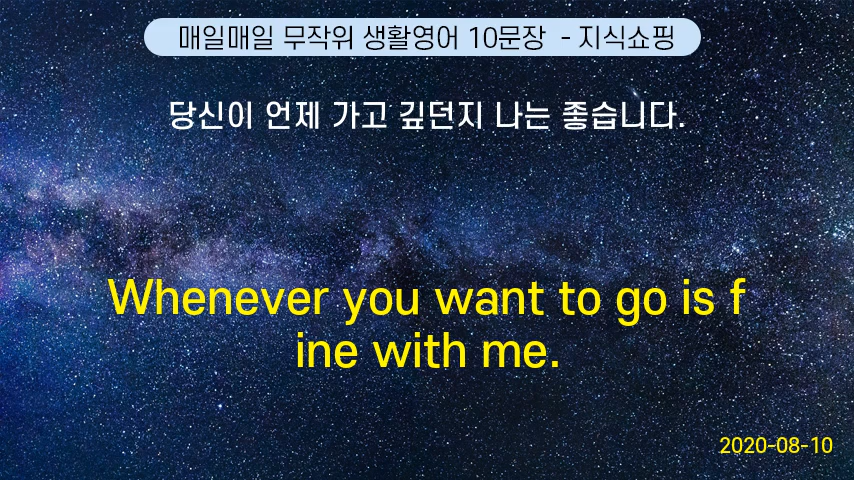 매일매일 무작위 생활영어 10문장 - 지식쇼핑
당신이 언제 가고 깊던지 나는 좋습니다.
Whenever you want to go is f
ine with me.
2020-08-10